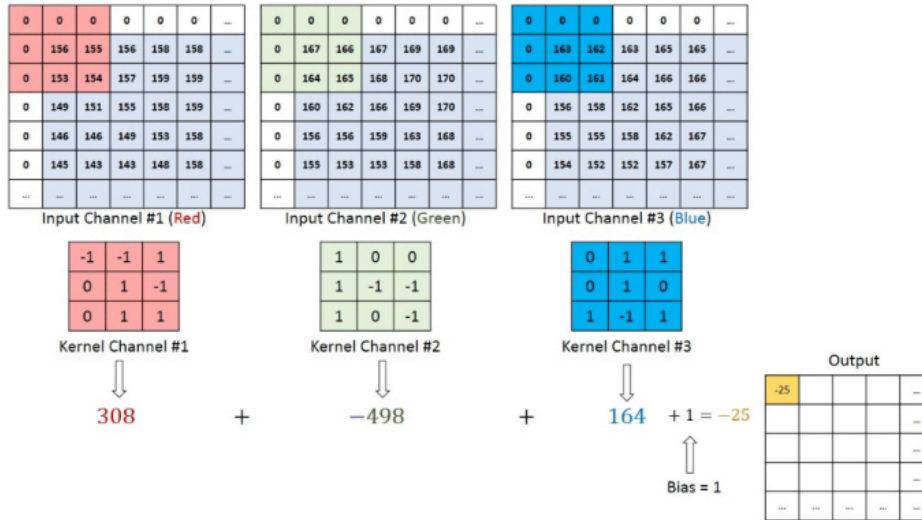 0 0 0 0 0 0 ...
0 156 155 156 158 158 ...
0 153 154 157 159 159 ...
0 149 151 155 158 159 ...
0 146 146 149 153 158 ...
0 145 143 143 148 158 ...
... ... ... ... ... ... ...
Input Channel #1 (Red)
0 0 0 0 0 0 ...
0 167 166 167 169 169 ...
0 164 165 168 170 170 ...
0 160 162 166 169 170 ...
0 156 156 159 163 168 ...
0 155 153 153 158 168 ...
... ... ... ... ... ... ...
Input Channel #2 (Green)
0 0 0 0 0 0 ...
0 163 162 163 165 165 ...
0 160 161 164 166 166 ...
0 156 158 162 165 166 ...
0 155 155 158 162 167 ...
0 154 152 152 157 167 ...
... ... ... ... ... ... ...
Input Channel #3 (Blue)
-1 -1 1
0 1 -1
0 1 1
Kernel Channel #1
1 0 0
1 -1 -1
1 0 -1
Kernel Channel #2
0 1 1
0 1 0
1 -1 1
Kernel Channel #3
308 + −498 + 164 + 1 = −25
Bias = 1
Output
-25 ...
...
...
...
... ... ... ... ...